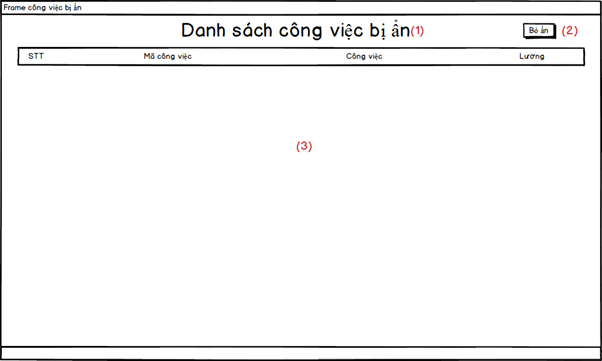 Frame công việc bị ẩn
Danh sách công việc bị ẩn(1)
Bỏ ẩn (2)
STT Mã công việc Công việc Lương
(3)